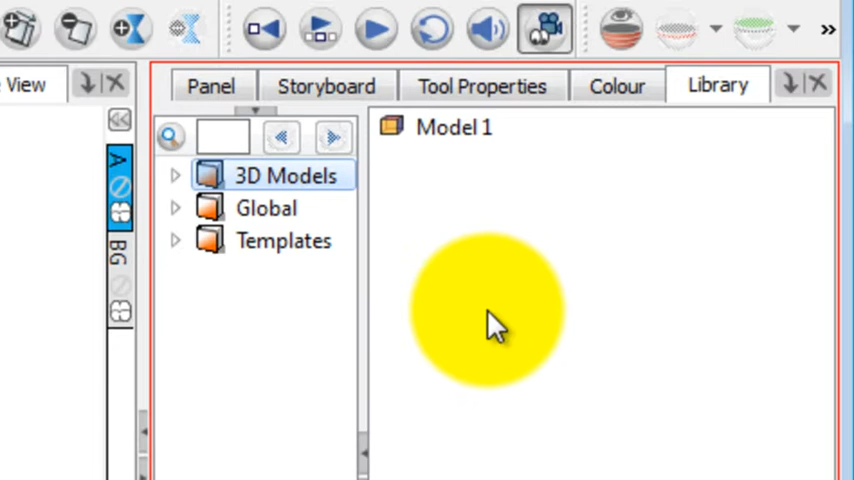 View
Panel
Storyboard
Tool Properties
Colour
Library
A
BG
3D Models
Global
Templates
Model 1